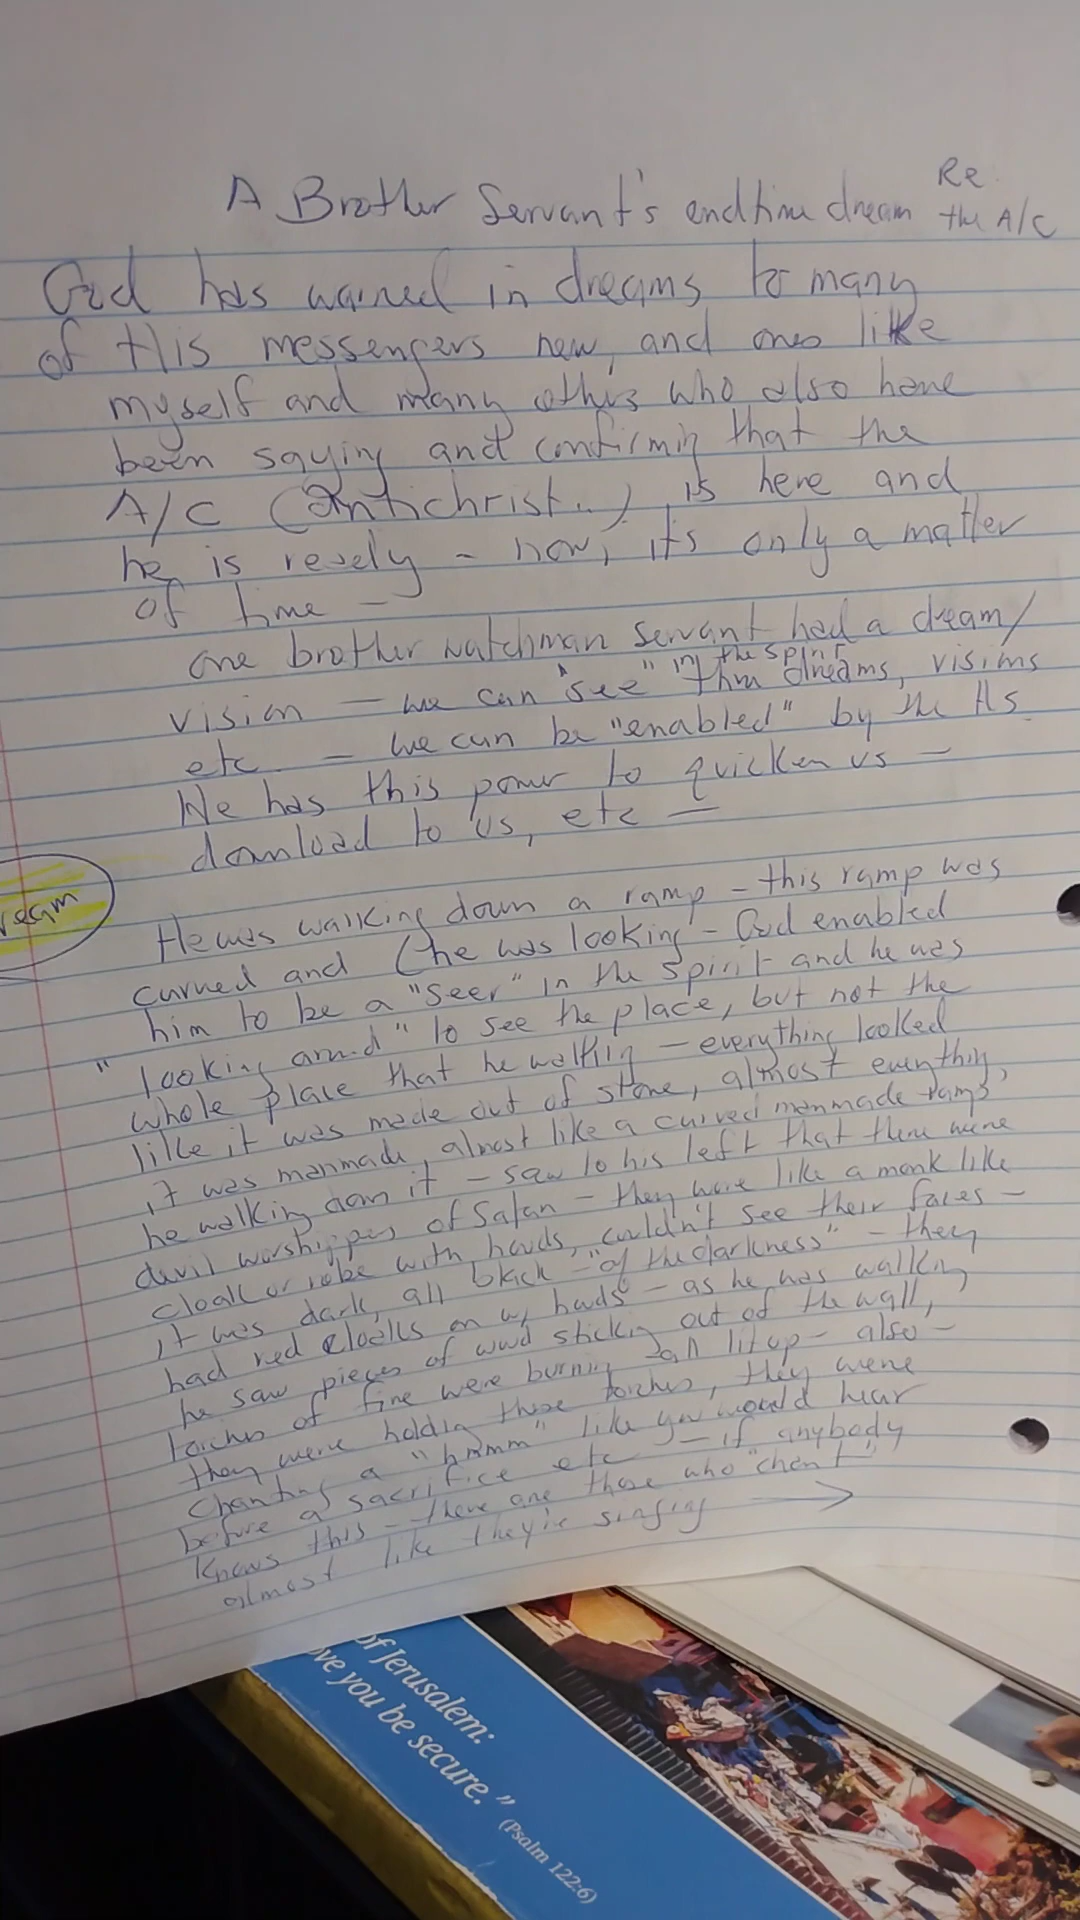 A Brother Servant's endtime dream Re.
the A/C
God has warned in dreams to many
of His messengers now, and ones like
myself and many others who also have
been saying and confirmin that the
A/C (antichrist..) is here and
he is ready - now, it's only a matter
of time -
one brother watchman servant had a dream/
vision - we can "see" in the spirit thru dreams, visions
etc - we can be "enabled" by the HS
He has this power to quicken us -
download to us, etc -
ream
He was walking down a ramp - this ramp was
curved and (he was looking - God enabled
him to be a "seer" in the spirit and he was
"looking around" to see the place, but not the
whole place that he walkin - everything looked
like it was made out of stone, almost everything,
it was manmade, almost like a curved manmade ramp
he walking down it - saw to his left that there were
devil worshippers of Satan - they were like a monk like
cloak or robe with hoods, couldn't see their faces -
it was dark, all black - "of the darkness" - they
had red cloaks on w/ hoods - as he was walkin
he saw pieces of wood stickin out of the wall,
torches of fire were burning all lit up - also -
they were holdin these torches, they were
chanting a "hmmm" like you would hear
before a sacrifice etc - if anybody
knows this - there are those who "chant"
almost like they're singing →
of Jerusalem:
ve you be secure."
(Psalm 122:6)